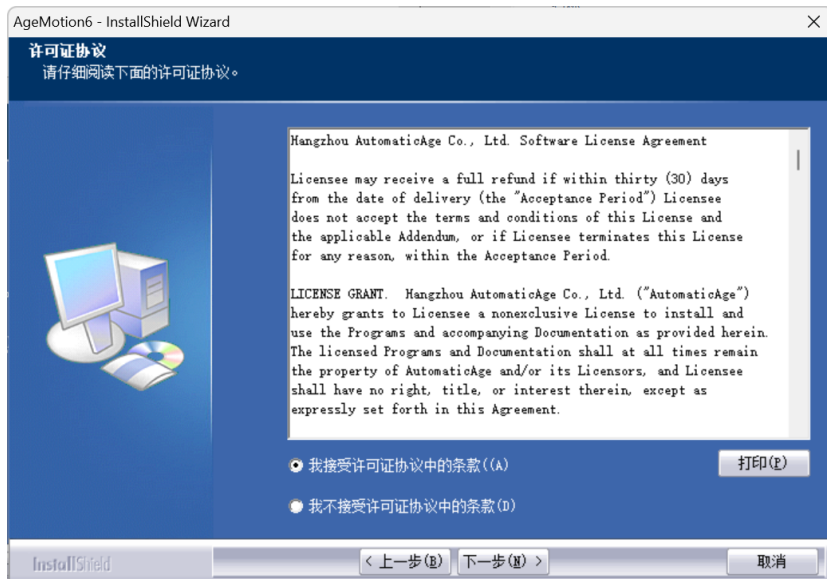 AgeMotion6 - InstallShield Wizard
许可证协议
请仔细阅读下面的许可证协议。
Hangzhou AutomaticAge Co., Ltd. Software License Agreement
Licensee may receive a full refund if within thirty (30) days
from the date of delivery (the "Acceptance Period") Licensee
does not accept the terms and conditions of this License and
the applicable Addendum, or if Licensee terminates this License
for any reason, within the Acceptance Period.
LICENSE GRANT.  Hangzhou AutomaticAge Co., Ltd. ("AutomaticAge")
hereby grants to Licensee a nonexclusive License to install and
use the Programs and accompanying Documentation as provided herein.
The licensed Programs and Documentation shall at all times remain
the property of AutomaticAge and/or its Licensors, and Licensee
shall have no right, title, or interest therein, except as
expressly set forth in this Agreement.
我接受许可证协议中的条款((A)
打印(P)
我不接受许可证协议中的条款(D)
InstallShield
< 上一步(B)
下一步(N) >
取消